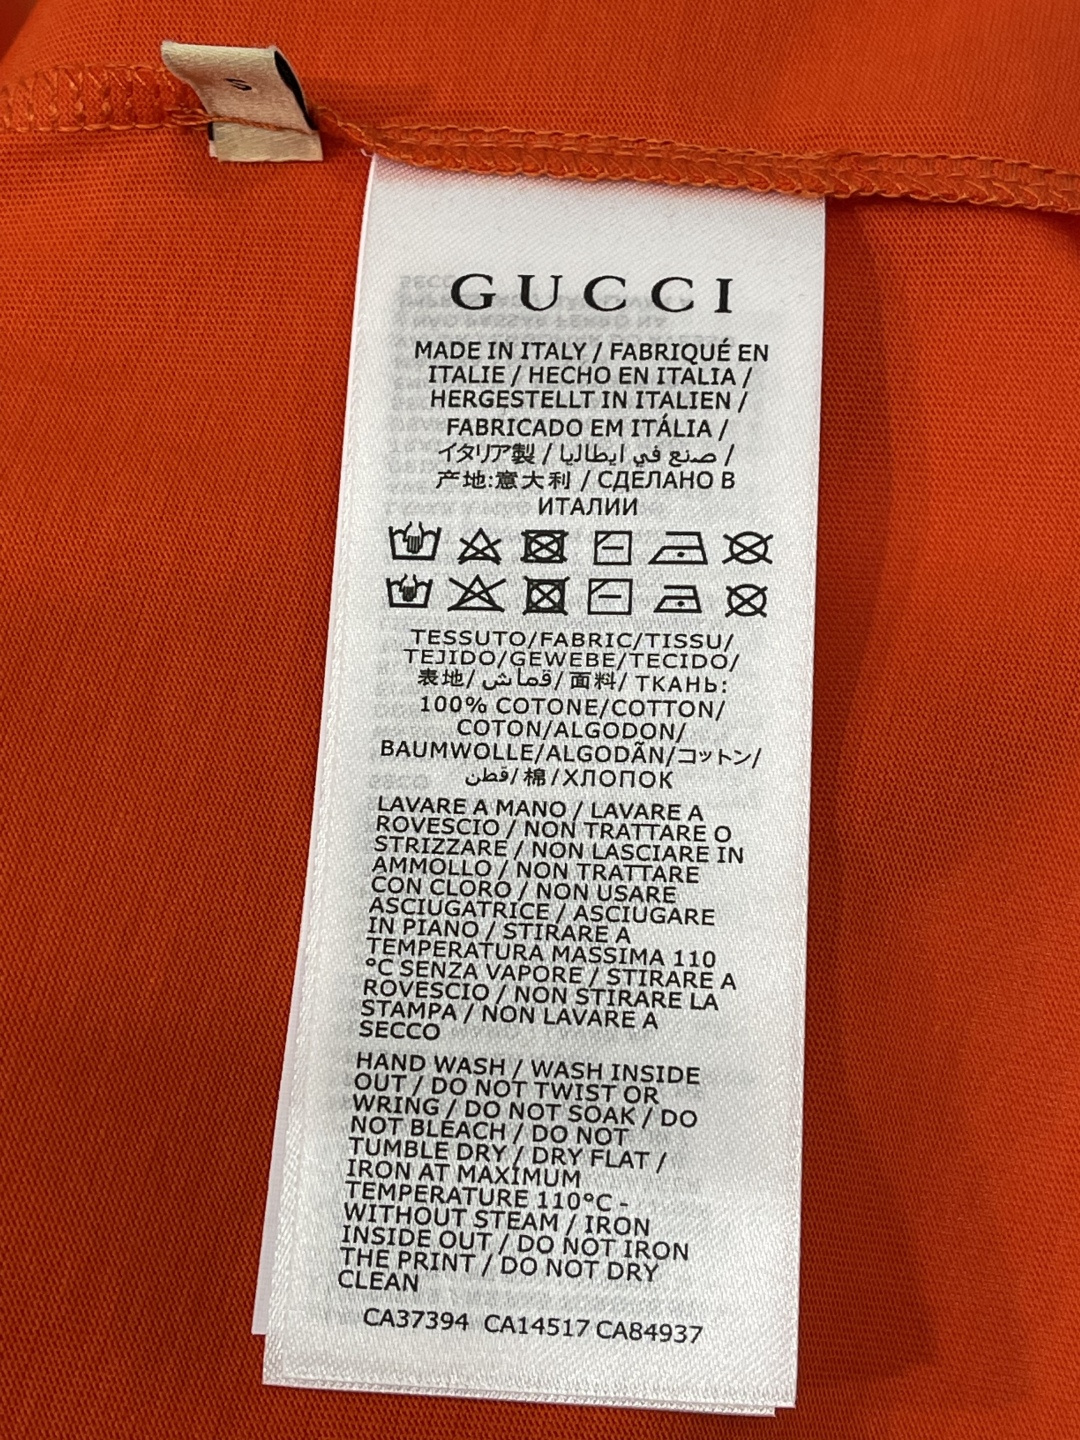 S
GUCCI
MADE IN ITALY / FABRIQUÉ EN
ITALIE / HECHO EN ITALIA /
HERGESTELLT IN ITALIEN /
FABRICADO EM ITÁLIA /
イタリア製 / صنع في ايطاليا /
产地:意大利 / СДЕЛАНО В
ИТАЛИИ
TESSUTO/FABRIC/TISSU/
TEJIDO/GEWEBE/TECIDO/
表地/ قماش/ 面料/ ТКАНЬ:
100% COTONE/COTTON/
COTON/ALGODON/
BAUMWOLLE/ALGODÃN/コットン/
قطن/ 棉/ХЛОПОК
LAVARE A MANO / LAVARE A
ROVESCIO / NON TRATTARE O
STRIZZARE / NON LASCIARE IN
AMMOLLO / NON TRATTARE
CON CLORO / NON USARE
ASCIUGATRICE / ASCIUGARE
IN PIANO / STIRARE A
TEMPERATURA MASSIMA 110
°C SENZA VAPORE / STIRARE A
ROVESCIO / NON STIRARE LA
STAMPA / NON LAVARE A
SECCO
HAND WASH / WASH INSIDE
OUT / DO NOT TWIST OR
WRING / DO NOT SOAK / DO
NOT BLEACH / DO NOT
TUMBLE DRY / DRY FLAT /
IRON AT MAXIMUM
TEMPERATURE 110°C -
WITHOUT STEAM / IRON
INSIDE OUT / DO NOT IRON
THE PRINT / DO NOT DRY
CLEAN
CA37394 CA14517 CA84937